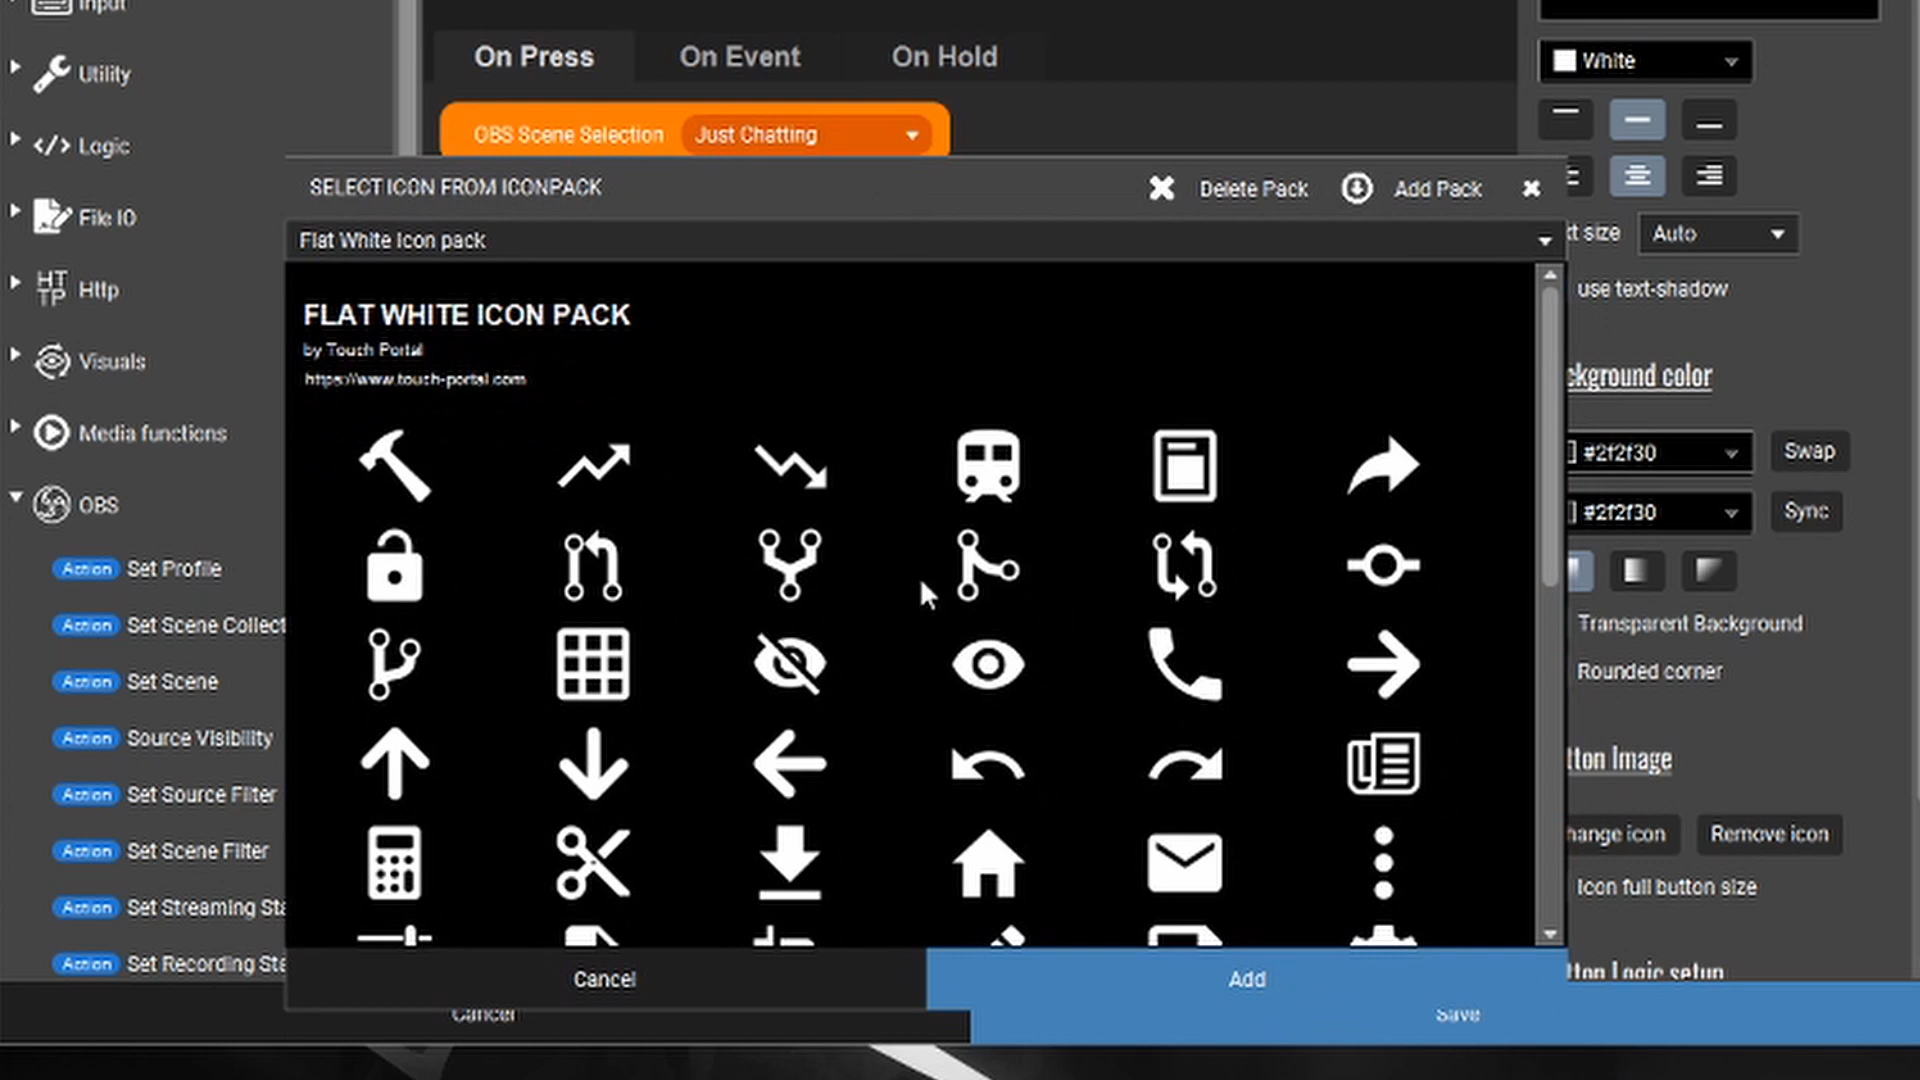 Input
Utility
Logic
File IO
HTTP Http
Visuals
Media functions
OBS
Action Set Profile
Action Set Scene Collect
Action Set Scene
Action Source Visibility
Action Set Source Filter
Action Set Scene Filter
Action Set Streaming Sta
Action Set Recording Sta
On Press On Event On Hold
OBS Scene Selection Just Chatting
SELECT ICON FROM ICONPACK Delete Pack Add Pack
Flat White Icon pack
FLAT WHITE ICON PACK
by Touch Portal
https://www.touch-portal.com
Cancel Add
Cancel Save
White
xt size Auto
use text-shadow
ckground color
#2f2f30 Swap
#2f2f30 Sync
Transparent Background
Rounded corner
tton Image
hange icon Remove icon
Icon full button size
tton Logic setup